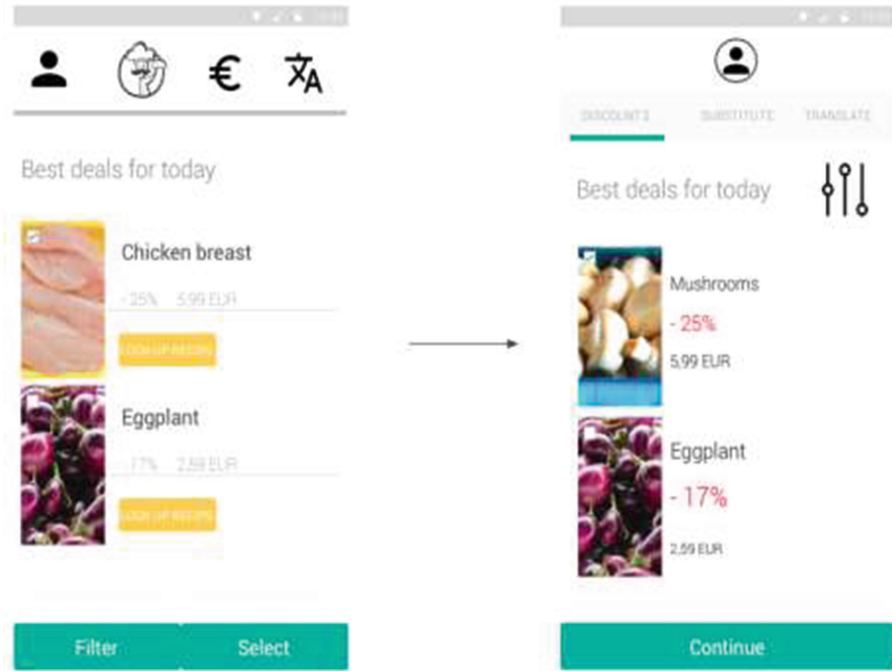 Best deals for today
Chicken breast
- 25% 5,99 EUR
LOOK UP RECIPE
Eggplant
- 17% 2,59 EUR
LOOK UP RECIPE
Filter
Select
DISCOUNTS SUBSTITUTE TRANSLATE
Best deals for today
Mushrooms
- 25%
5,99 EUR
Eggplant
- 17%
2,59 EUR
Continue